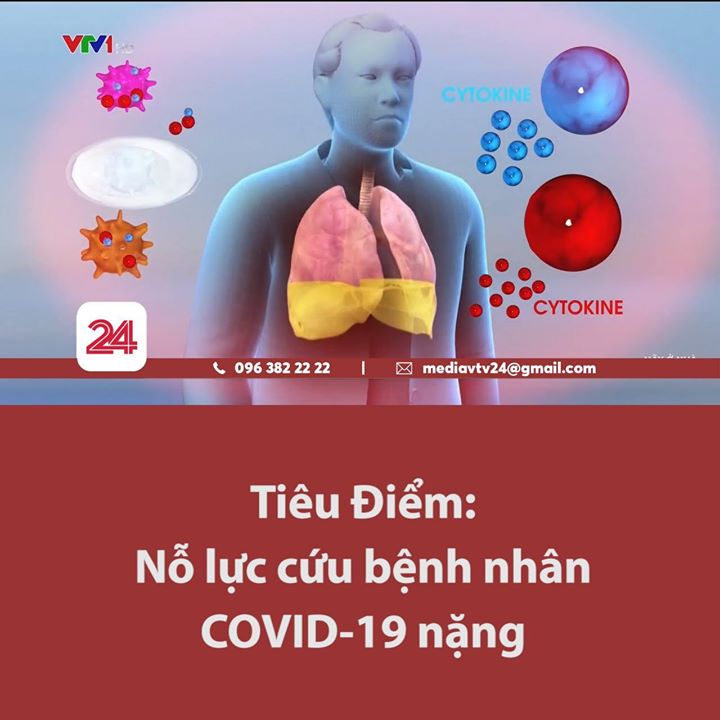 VTV1 HD
CYTOKINE
CYTOKINE
24
096 382 22 22 | mediavtv24@gmail.com
Tiêu Điểm:
Nỗ lực cứu bệnh nhân
COVID-19 nặng